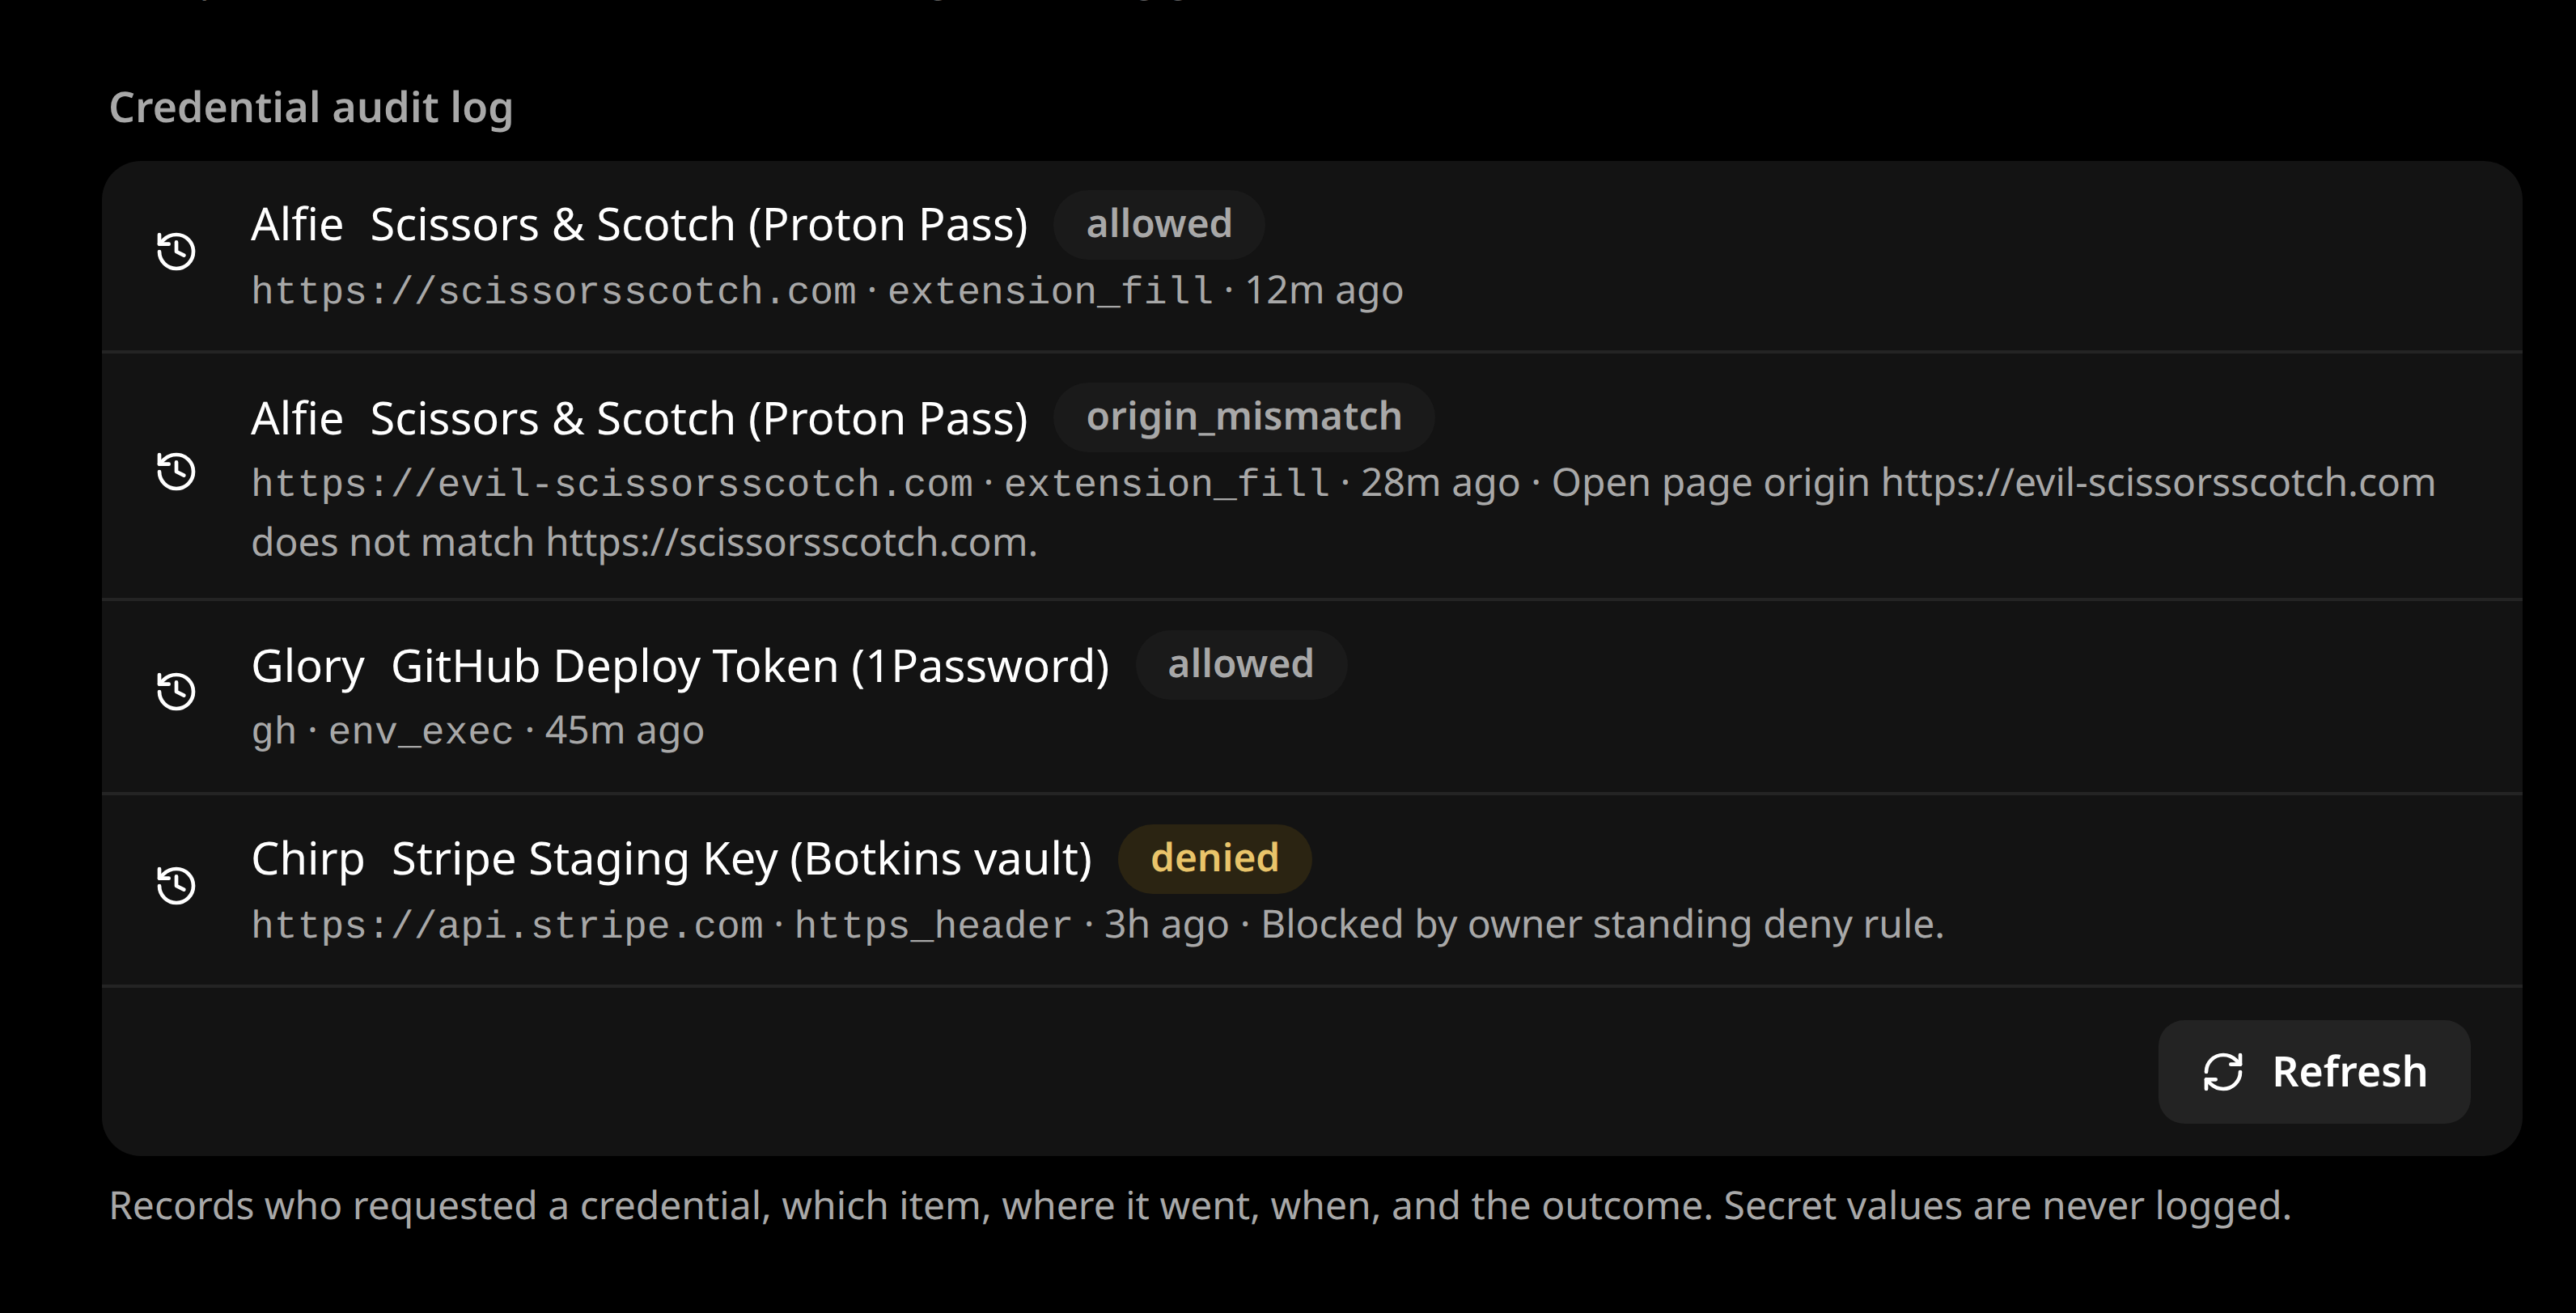 Credential audit log
Alfie Scissors & Scotch (Proton Pass) allowed
https://scissorsscotch.com · extension_fill · 12m ago
Alfie Scissors & Scotch (Proton Pass) origin_mismatch
https://evil-scissorsscotch.com · extension_fill · 28m ago · Open page origin https://evil-scissorsscotch.com
does not match https://scissorsscotch.com.
Glory GitHub Deploy Token (1Password) allowed
gh · env_exec · 45m ago
Chirp Stripe Staging Key (Botkins vault) denied
https://api.stripe.com · https_header · 3h ago · Blocked by owner standing deny rule.
Refresh
Records who requested a credential, which item, where it went, when, and the outcome. Secret values are never logged.